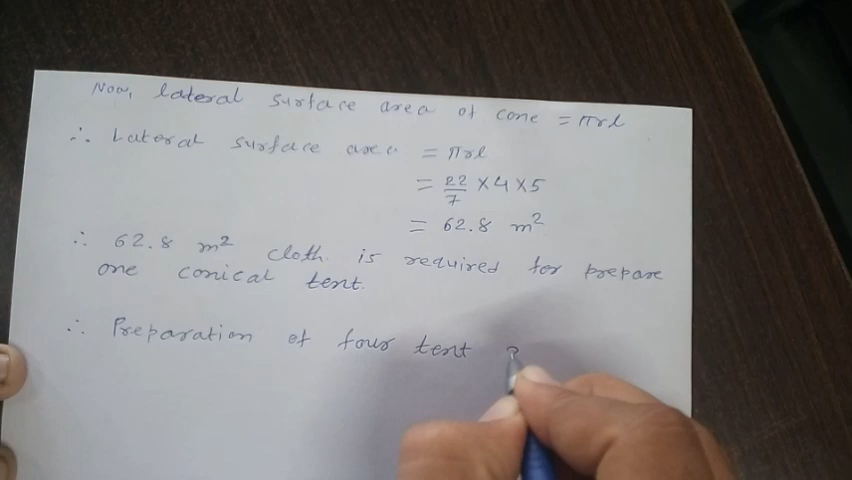 Now, lateral surface area of cone = πrl
∴ Lateral surface area = πrl
= 22/7 × 4 × 5
= 62.8 m²
∴ 62.8 m² cloth is required for prepare
one conical tent.
∴ Preparation of four tent